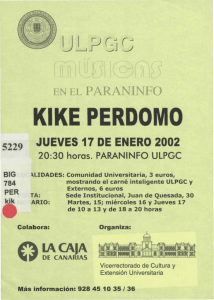 ULPGC
músicas
EN EL PARANINFO
KIKE PERDOMO
JUEVES 17 DE ENERO 2002
20:30 horas. PARANINFO ULPGC
5229
BIG
784
PER
kik
ALIDADES: Comunidad Universitaria, 3 euros,
mostrando el carné inteligente ULPGC y
Externos, 6 euros
TA: Sede Institucional, Juan de Quesada, 30
ARIO: Martes, 15; miércoles 16 y Jueves 17
de 10 a 13 y de 18 a 20 horas
Colabora:
Organiza:
LA CAJA
DE CANARIAS
Vicerrectorado de Cultura y
Extensión Universitaria
Más información: 928 45 10 35 / 36